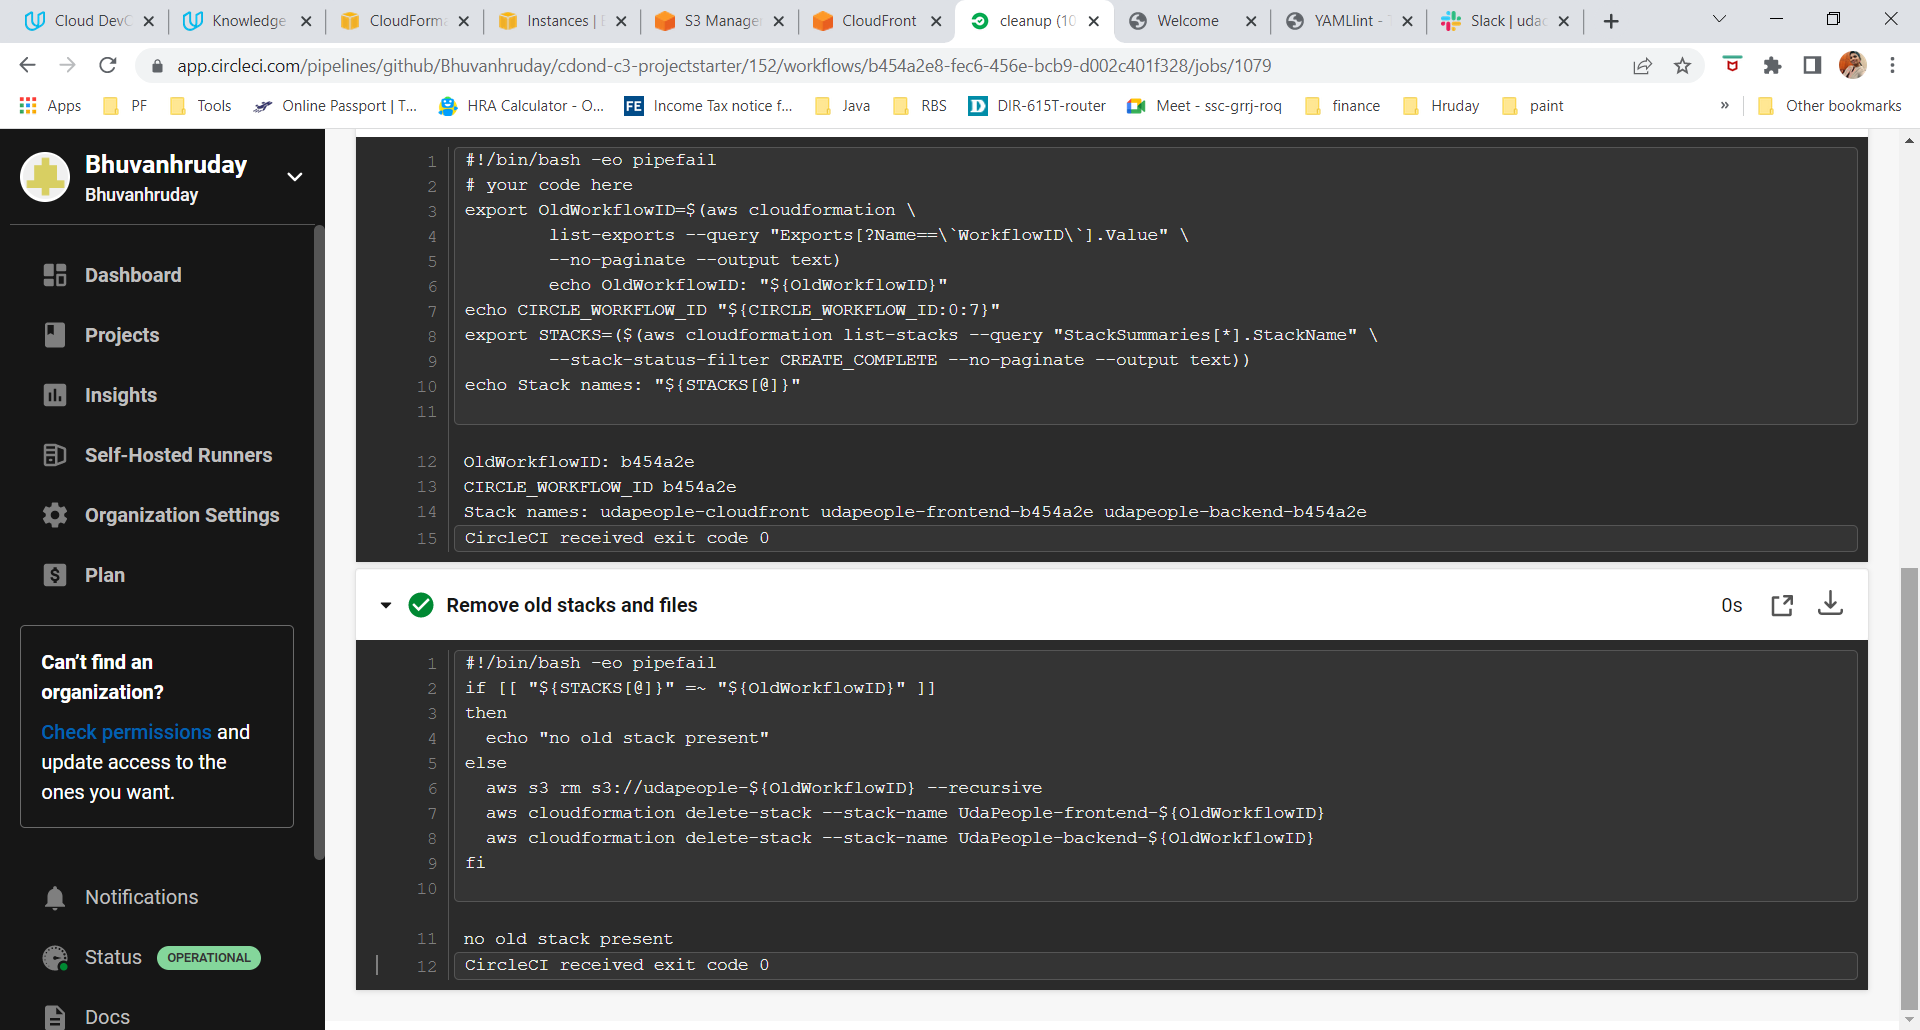 Cloud DevO
Knowledge
CloudForma
Instances | E
S3 Manage
CloudFront
cleanup (10
Welcome
YAMLlint -
Slack | udac
app.circleci.com/pipelines/github/Bhuvanhruday/cdond-c3-projectstarter/152/workflows/b454a2e8-fec6-456e-bcb9-d002c401f328/jobs/1079
Apps
PF
Tools
Online Passport | T...
HRA Calculator - O...
FE Income Tax notice f...
Java
RBS
D DIR-615T-router
Meet - ssc-grrj-roq
finance
Hruday
paint
»
Other bookmarks
Bhuvanhruday
Bhuvanhruday
Dashboard
Projects
Insights
Self-Hosted Runners
Organization Settings
Plan
Can't find an
organization?
Check permissions and
update access to the
ones you want.
Notifications
Status OPERATIONAL
Docs
1 #!/bin/bash -eo pipefail
2 # your code here
3 export OldWorkflowID=$(aws cloudformation \
4 list-exports --query "Exports[?Name==\`WorkflowID\`].Value" \
5 --no-paginate --output text)
6 echo OldWorkflowID: "${OldWorkflowID}"
7 echo CIRCLE_WORKFLOW_ID "${CIRCLE_WORKFLOW_ID:0:7}"
8 export STACKS=($(aws cloudformation list-stacks --query "StackSummaries[*].StackName" \
9 --stack-status-filter CREATE_COMPLETE --no-paginate --output text))
10 echo Stack names: "${STACKS[@]}"
11
12 OldWorkflowID: b454a2e
13 CIRCLE_WORKFLOW_ID b454a2e
14 Stack names: udapeople-cloudfront udapeople-frontend-b454a2e udapeople-backend-b454a2e
15 CircleCI received exit code 0
Remove old stacks and files 0s
1 #!/bin/bash -eo pipefail
2 if [[ "${STACKS[@]}" =~ "${OldWorkflowID}" ]]
3 then
4 echo "no old stack present"
5 else
6 aws s3 rm s3://udapeople-${OldWorkflowID} --recursive
7 aws cloudformation delete-stack --stack-name UdaPeople-frontend-${OldWorkflowID}
8 aws cloudformation delete-stack --stack-name UdaPeople-backend-${OldWorkflowID}
9 fi
10
11 no old stack present
12 CircleCI received exit code 0